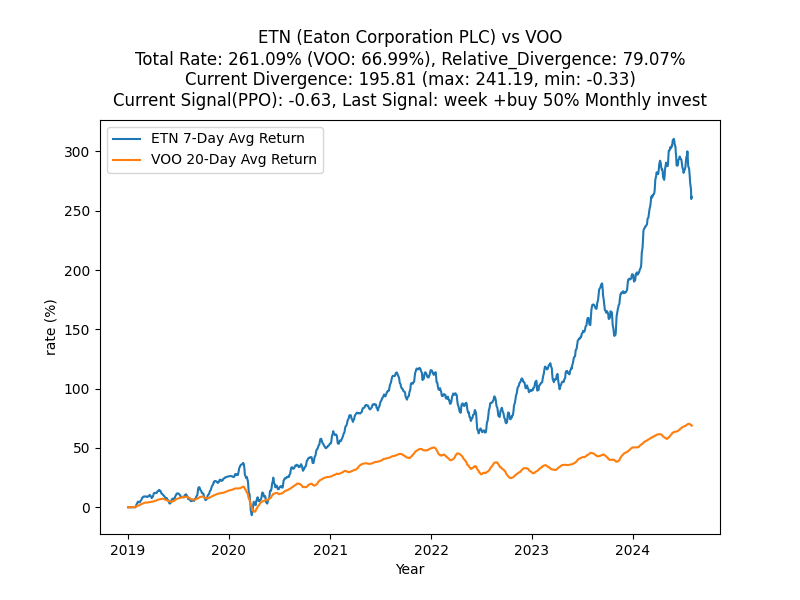 ETN (Eaton Corporation PLC) vs VOO
Total Rate: 261.09% (VOO: 66.99%), Relative_Divergence: 79.07%
Current Divergence: 195.81 (max: 241.19, min: -0.33)
Current Signal(PPO): -0.63, Last Signal: week +buy 50% Monthly invest
ETN 7-Day Avg Return
VOO 20-Day Avg Return
rate (%)
300
250
200
150
100
50
0
2019 2020 2021 2022 2023 2024
Year